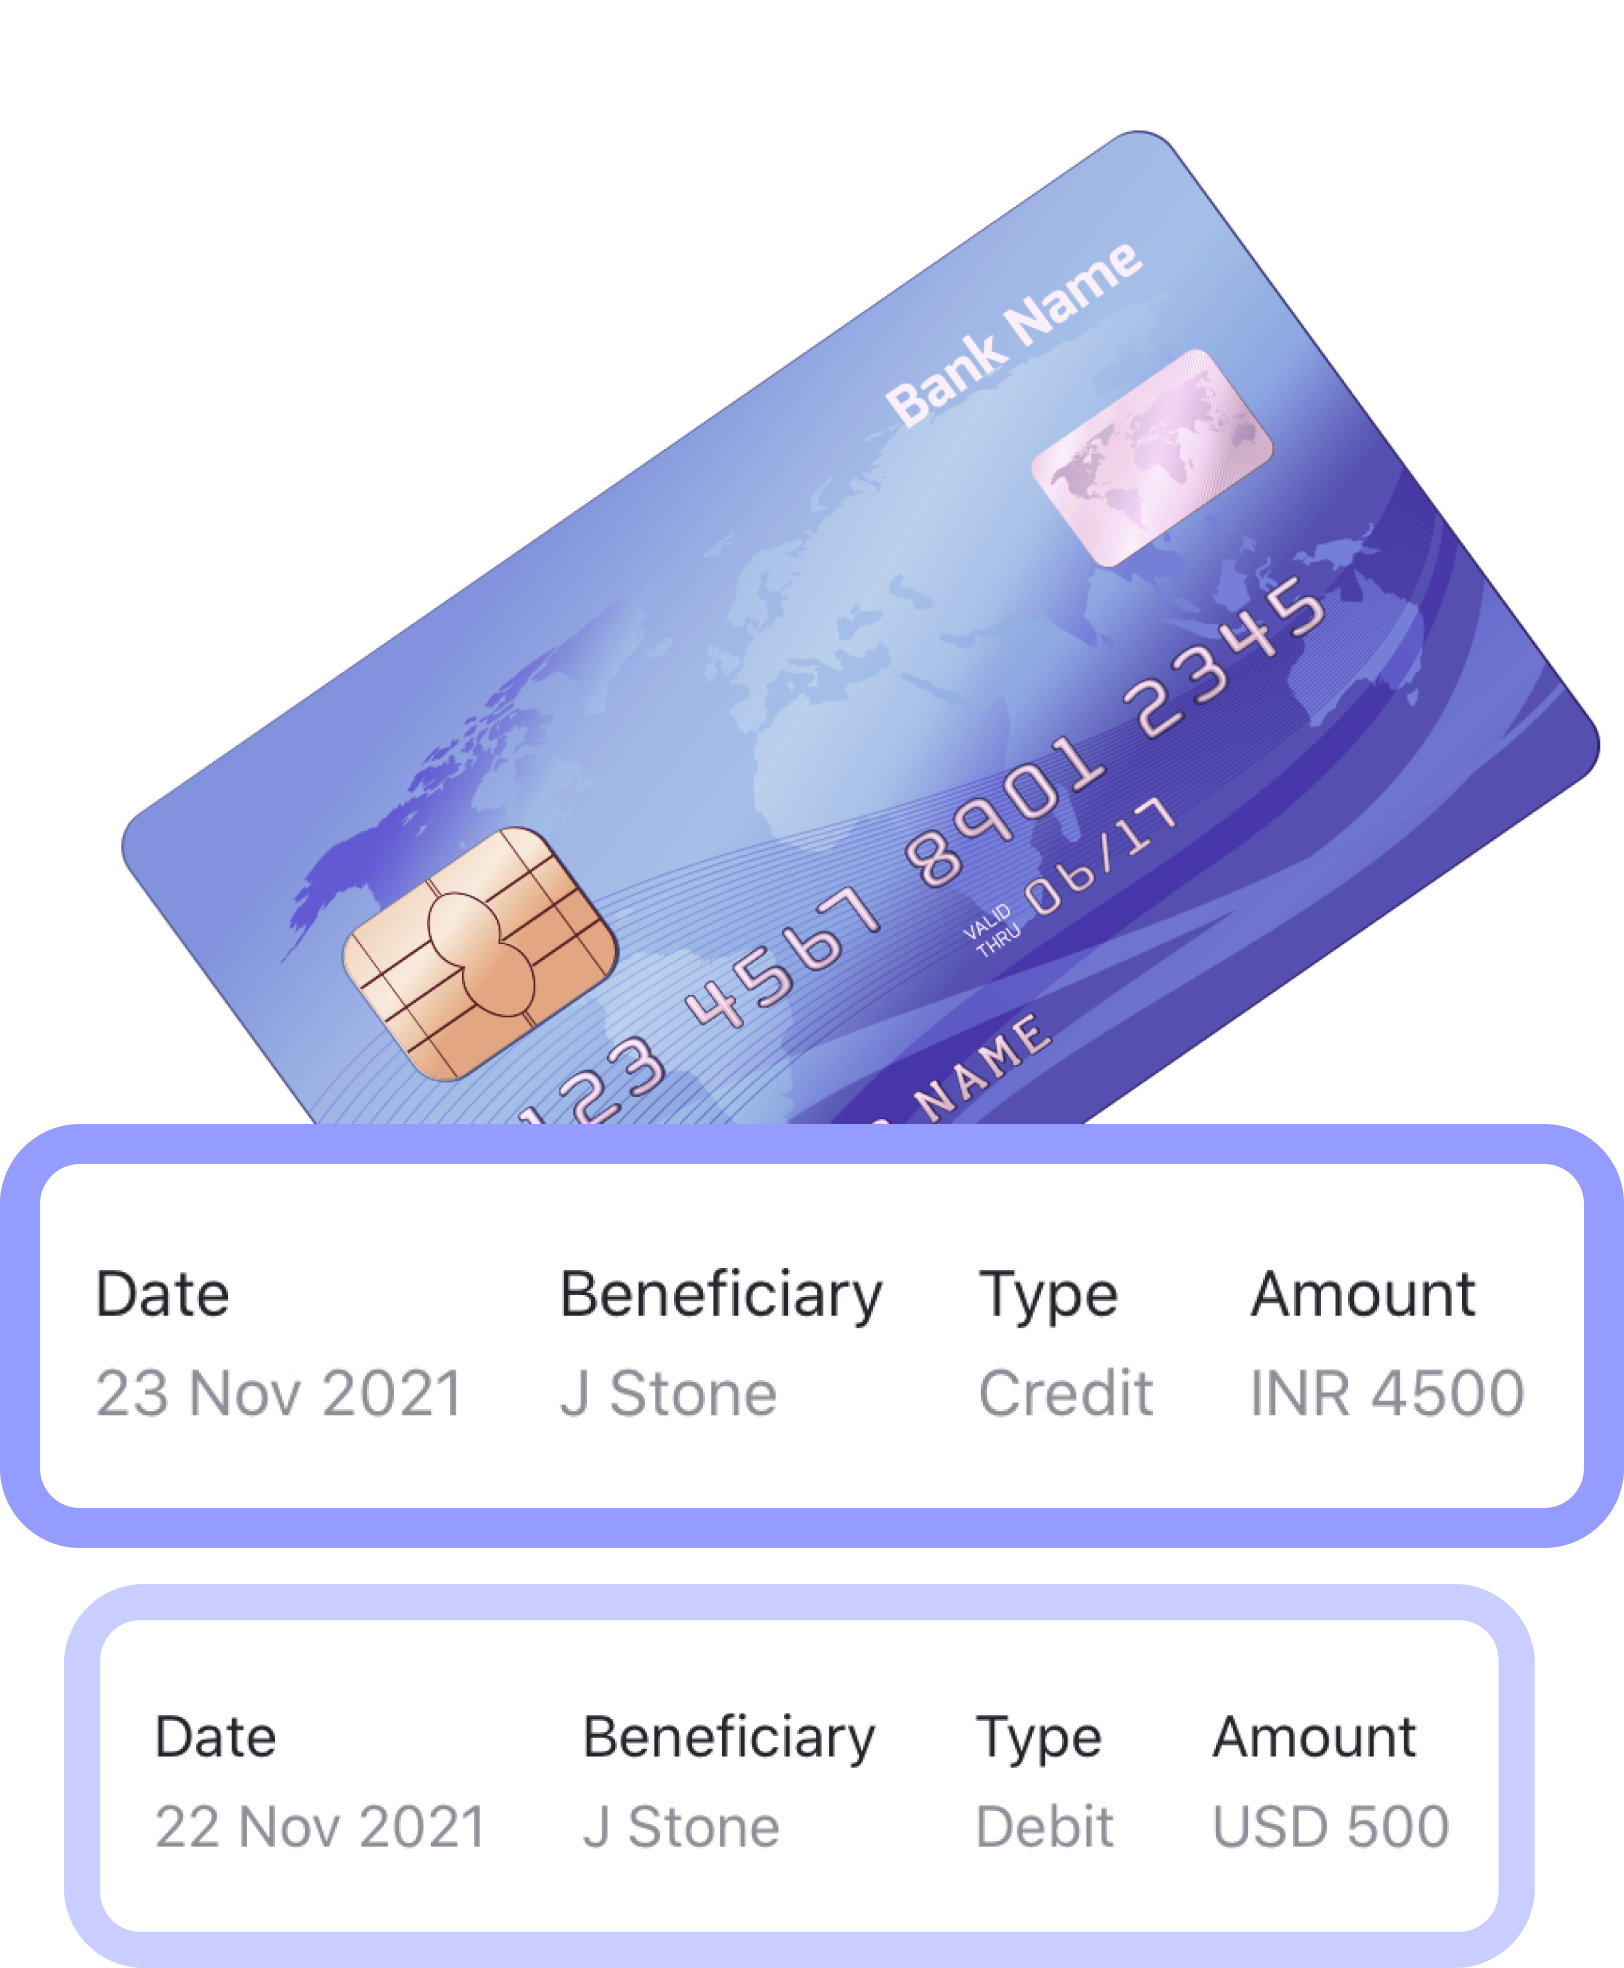 Bank Name
123 4567 8901 2345
VALID
THRU
06/17
NAME
Date Beneficiary Type Amount
23 Nov 2021 J Stone Credit INR 4500
Date Beneficiary Type Amount
22 Nov 2021 J Stone Debit USD 500